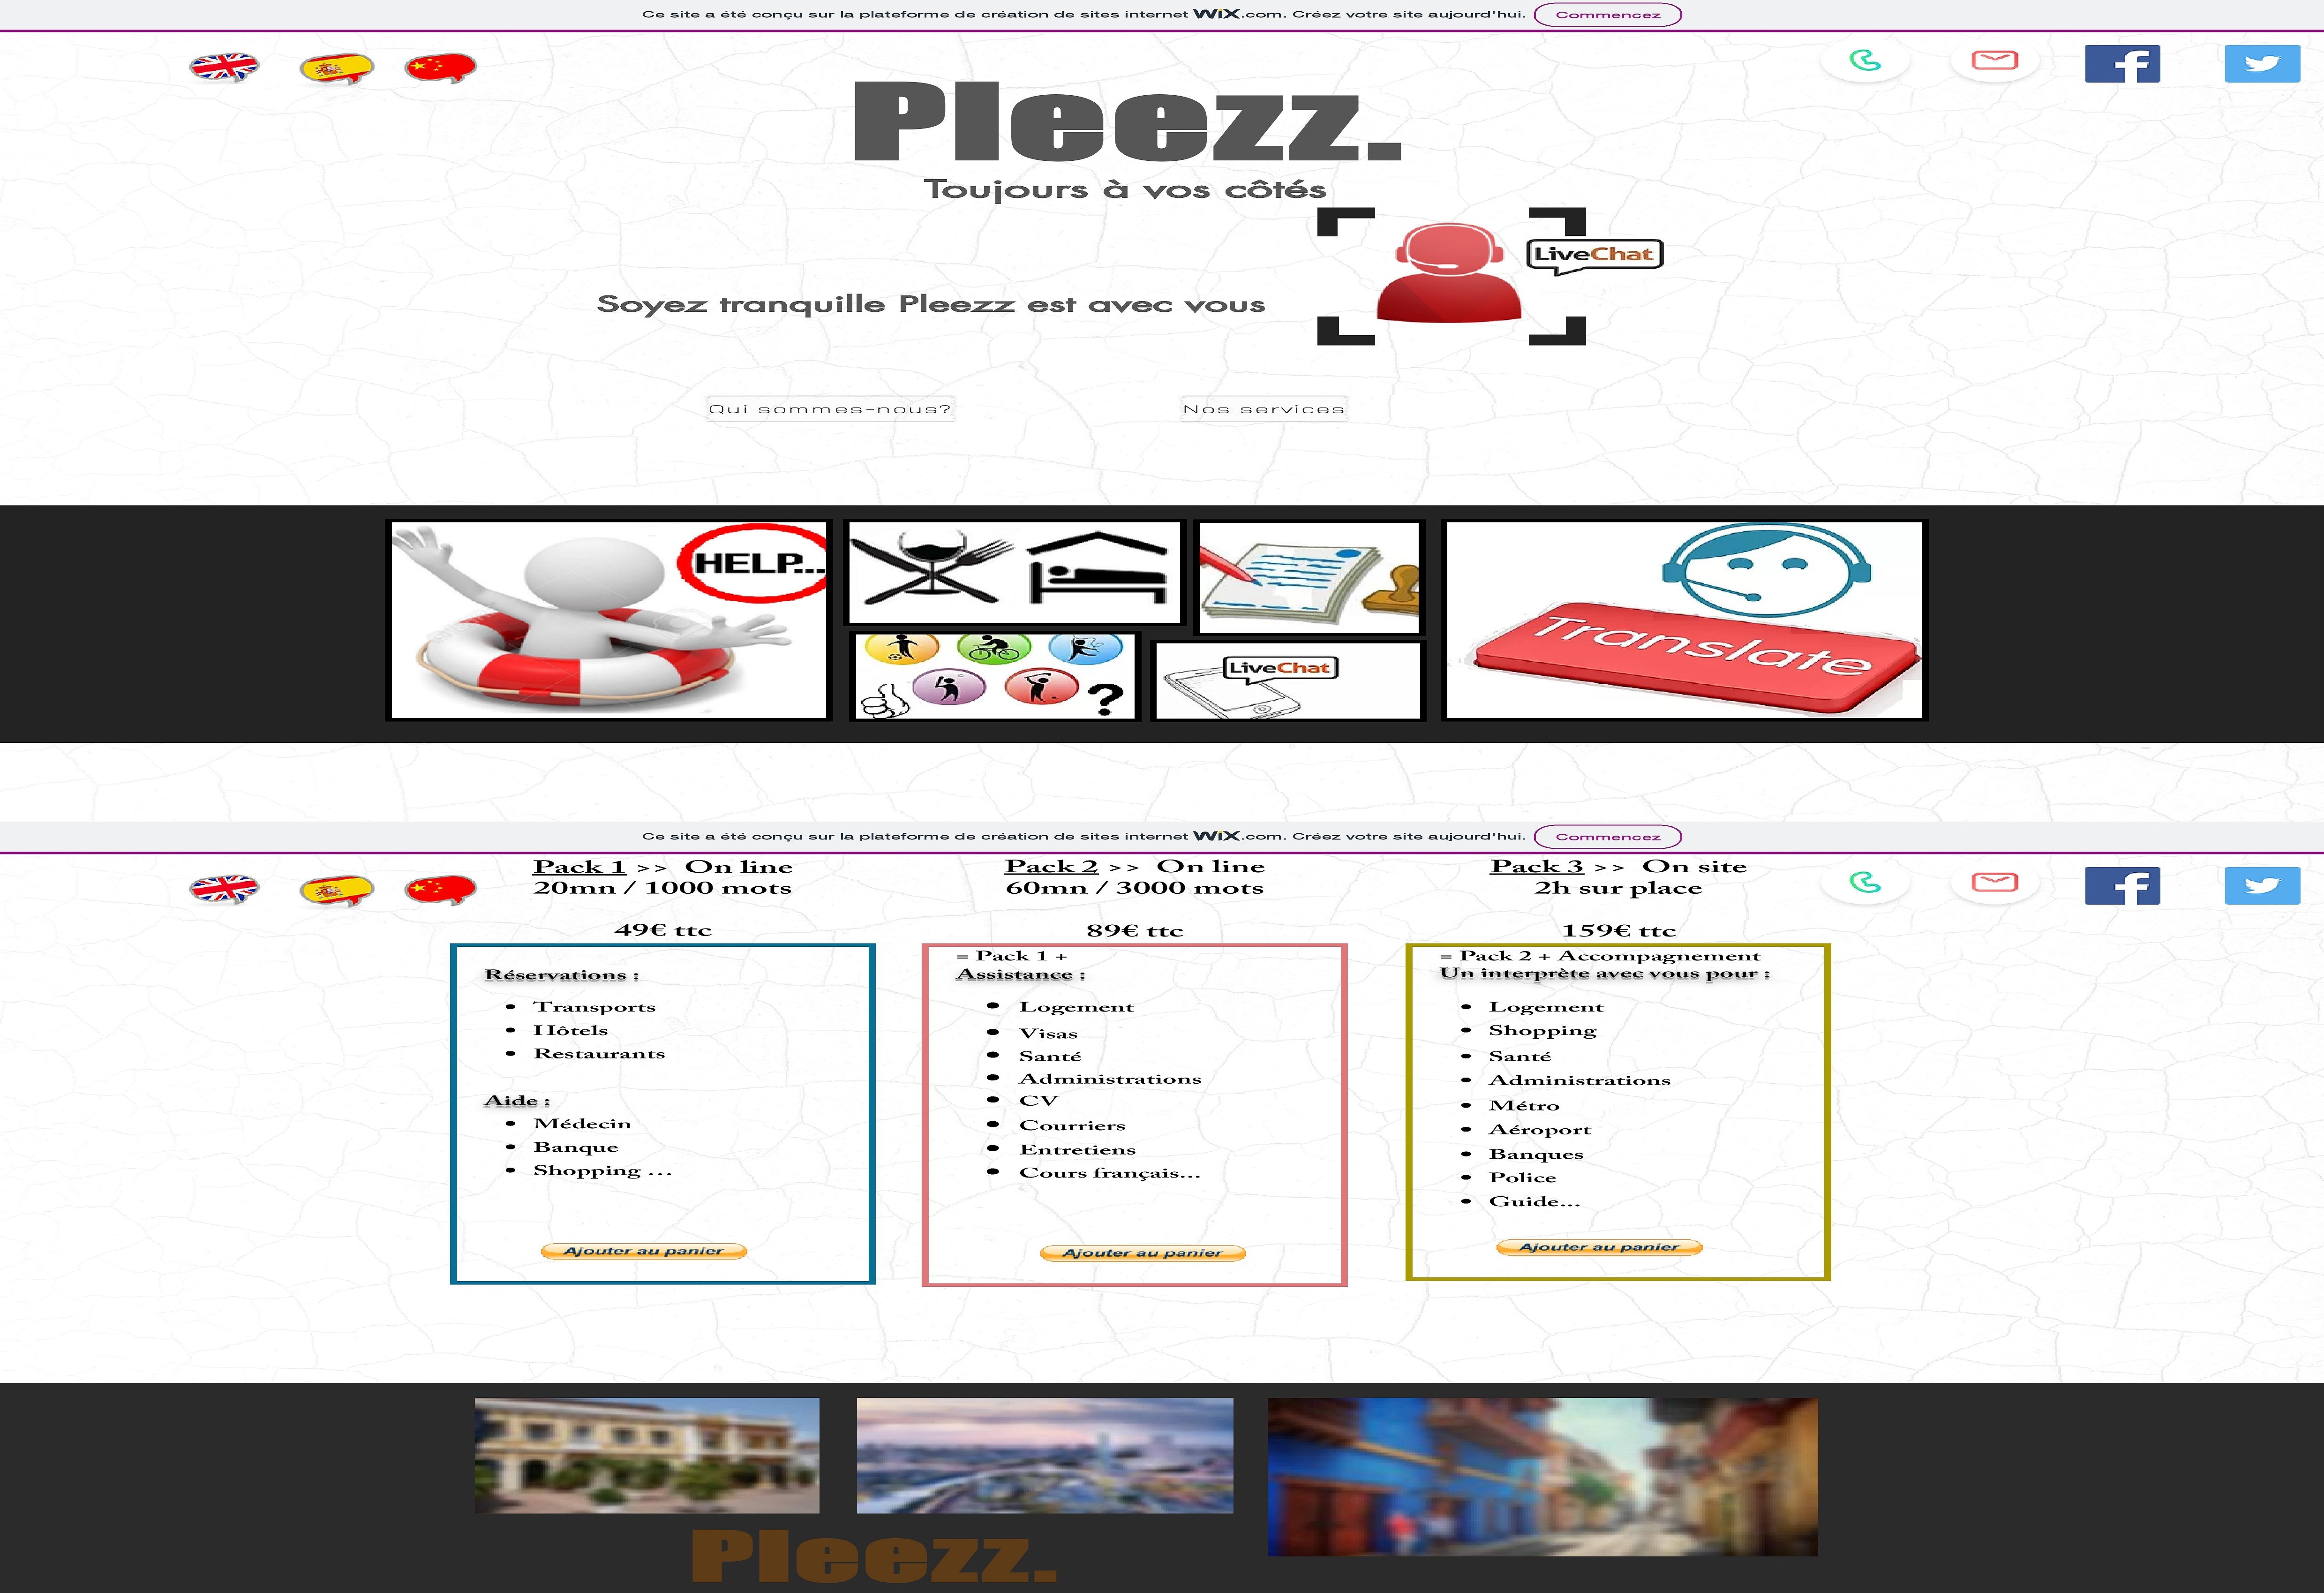 Ce site a été conçu sur la plateforme de création de sites internet WiX.com. Créez votre site aujourd'hui. Commencez
Pleezz.
Toujours à vos côtés
LiveChat
Soyez tranquille Pleezz est avec vous
Qui sommes-nous? Nos services
HELP...
LiveChat
Translate
Ce site a été conçu sur la plateforme de création de sites internet WiX.com. Créez votre site aujourd'hui. Commencez
Pack 1 >> On line
20mn / 1000 mots
49€ ttc
Réservations :
• Transports
• Hôtels
• Restaurants
Aide :
• Médecin
• Banque
• Shopping ...
Ajouter au panier
Pack 2 >> On line
60mn / 3000 mots
89€ ttc
= Pack 1 +
Assistance :
• Logement
• Visas
• Santé
• Administrations
• CV
• Courriers
• Entretiens
• Cours français...
Ajouter au panier
Pack 3 >> On site
2h sur place
159€ ttc
= Pack 2 + Accompagnement
Un interprète avec vous pour :
• Logement
• Shopping
• Santé
• Administrations
• Métro
• Aéroport
• Banques
• Police
• Guide...
Ajouter au panier
Pleezz.